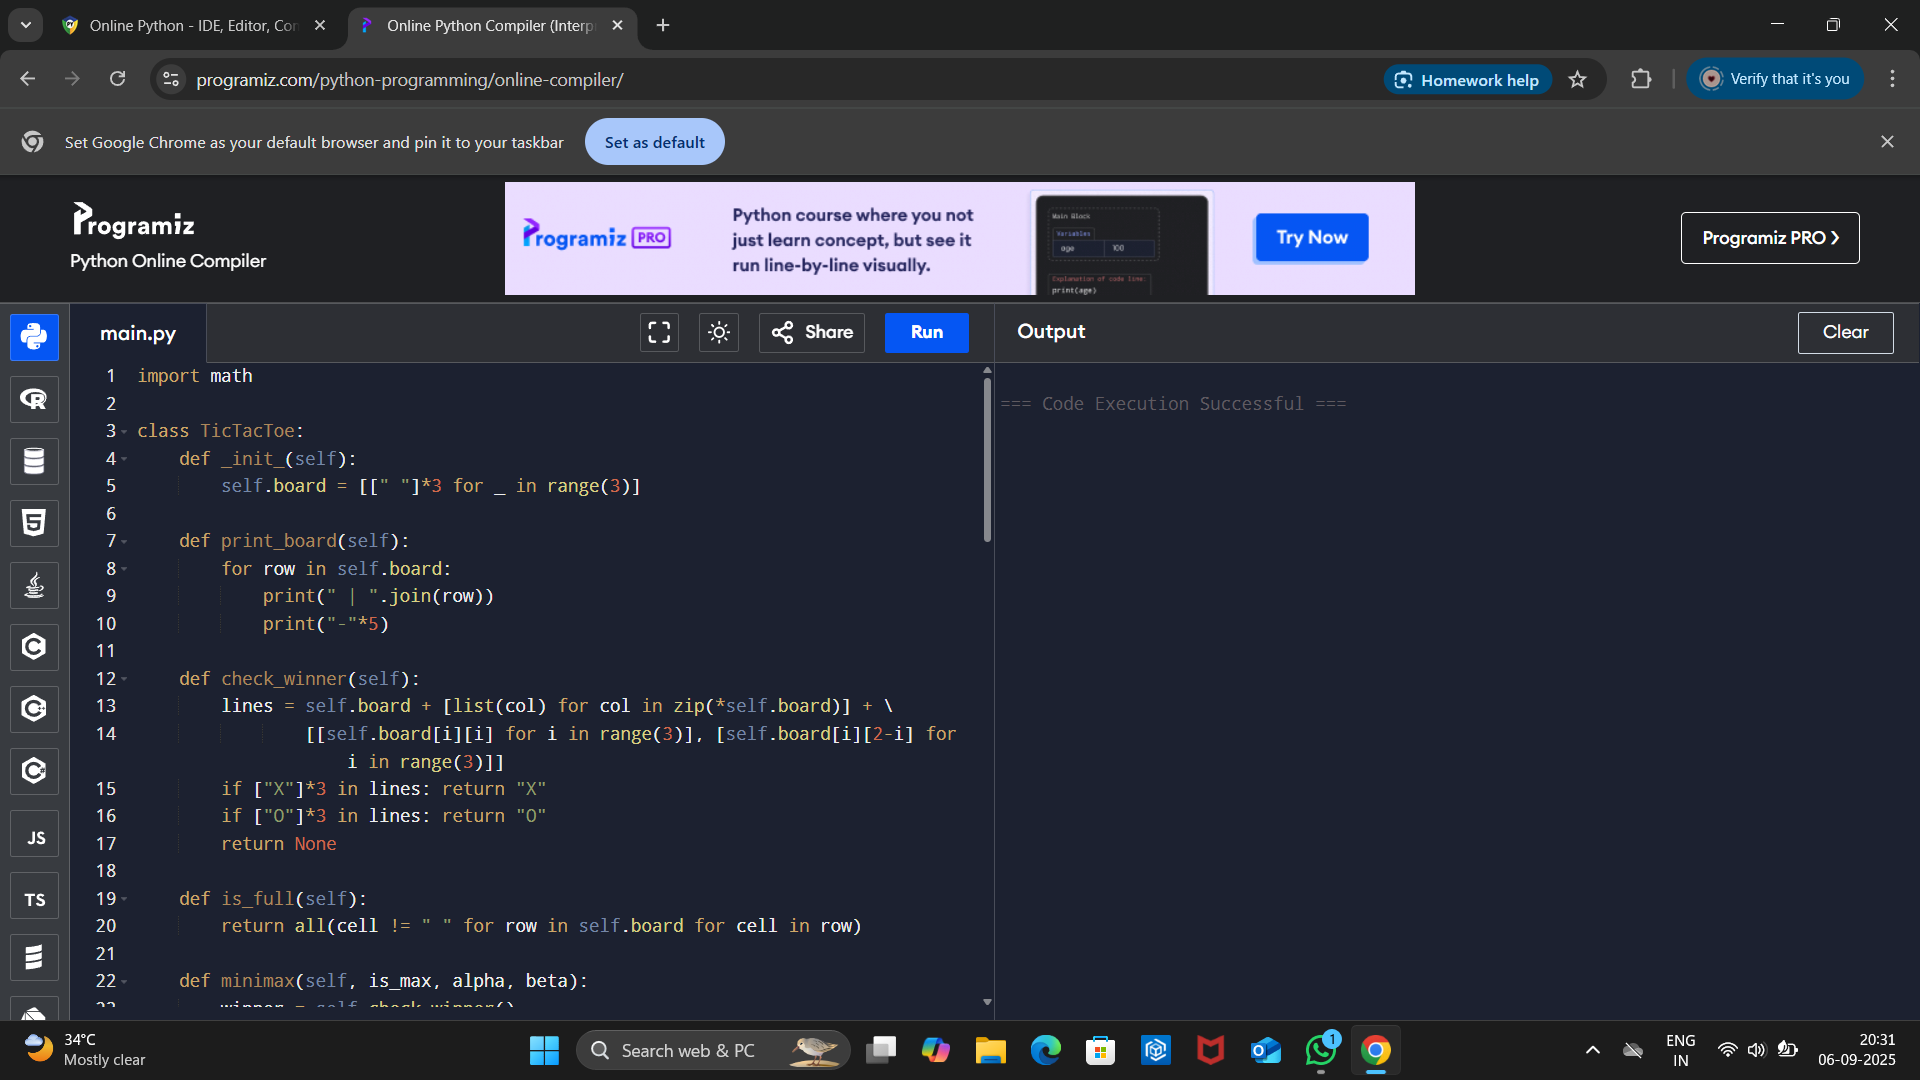 Online Python - IDE, Editor, Con
Online Python Compiler (Interp
programiz.com/python-programming/online-compiler/
Homework help
Verify that it's you
Set Google Chrome as your default browser and pin it to your taskbar
Set as default
Programiz
Python Online Compiler
Programiz PRO
Python course where you not
just learn concept, but see it
run line-by-line visually.
Main Block
Variables
age 100
Explanation of code line:
print(age)
Try Now
Programiz PRO
main.py
Share
Run
Output
Clear
1 import math
2
3 class TicTacToe:
4     def _init_(self):
5         self.board = [[" "]*3 for _ in range(3)]
6
7     def print_board(self):
8         for row in self.board:
9             print(" | ".join(row))
10             print("-"*5)
11
12     def check_winner(self):
13         lines = self.board + [list(col) for col in zip(*self.board)] + \
14                 [[self.board[i][i] for i in range(3)], [self.board[i][2-i] for
i in range(3)]]
15         if ["X"]*3 in lines: return "X"
16         if ["O"]*3 in lines: return "O"
17         return None
18
19     def is_full(self):
20         return all(cell != " " for row in self.board for cell in row)
21
22     def minimax(self, is_max, alpha, beta):
=== Code Execution Successful ===
JS
TS
34°C
Mostly clear
Search web & PC
1
ENG
IN
20:31
06-09-2025